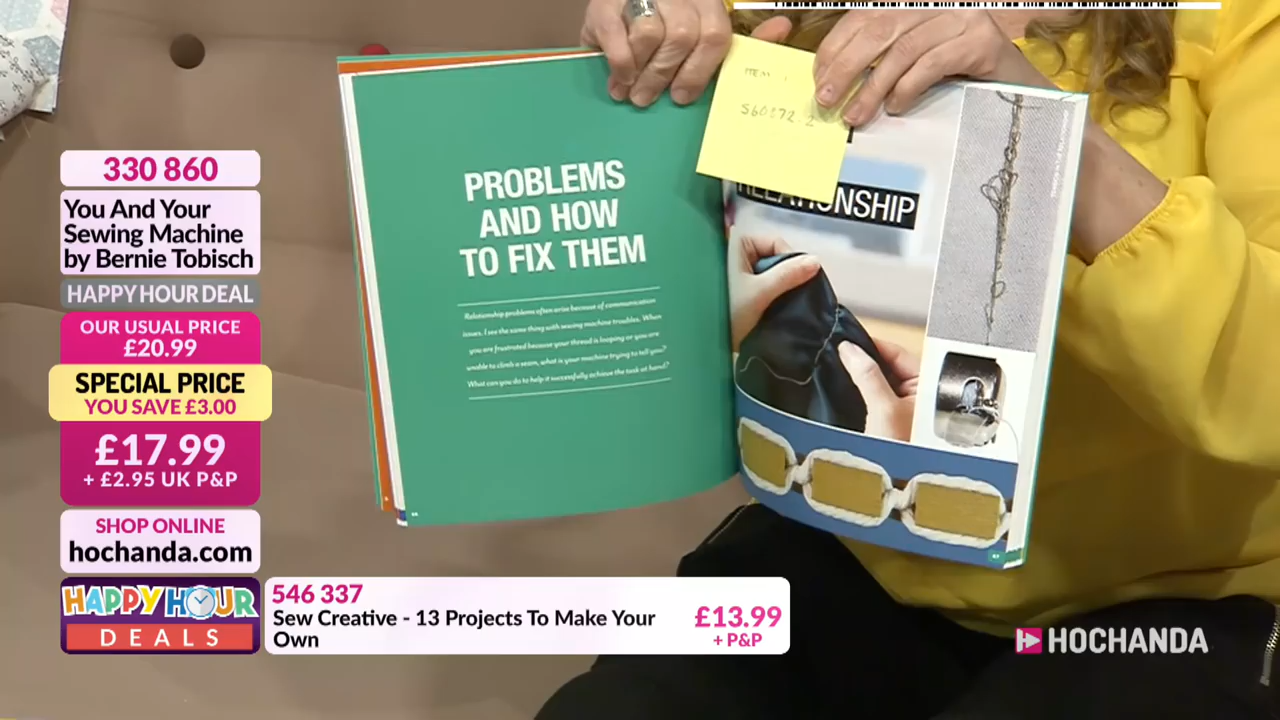 330 860
You And Your
Sewing Machine
by Bernie Tobisch
HAPPY HOUR DEAL
OUR USUAL PRICE
£20.99
SPECIAL PRICE
YOU SAVE £3.00
£17.99
+ £2.95 UK P&P
SHOP ONLINE
hochanda.com
HAPPY HOUR
DEALS
546 337
Sew Creative - 13 Projects To Make Your
Own
£13.99
+ P&P
HOCHANDA
PROBLEMS
AND HOW
TO FIX THEM
Relationship problems often arise because of communication
issues. I see the same thing with sewing machine troubles. When
you are frustrated because your thread is looping or you are
unable to climb a seam, what is your machine trying to tell you?
What can you do to help it successfully achieve the task at hand?
ITEM
RELATIONSHIP